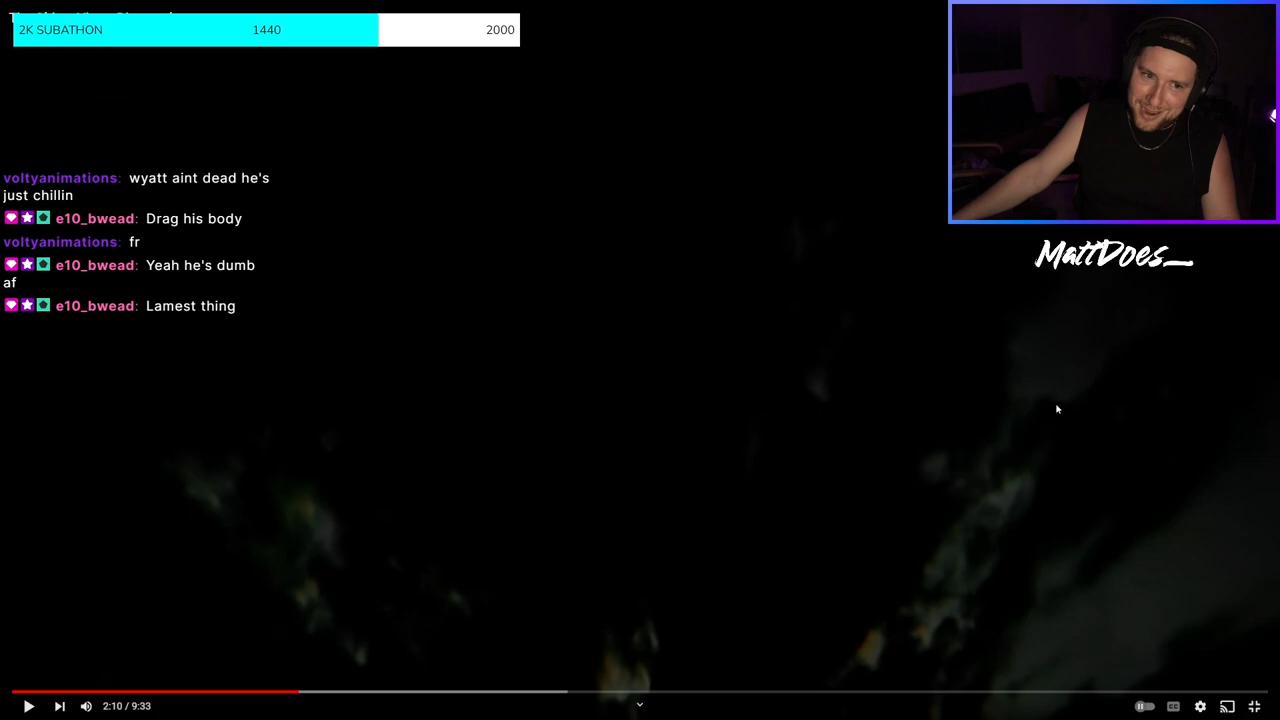 2K SUBATHON 1440 2000
voltyanimations: wyatt aint dead he's
just chillin
e10_bwead: Drag his body
voltyanimations: fr
e10_bwead: Yeah he's dumb
af
e10_bwead: Lamest thing
MattDoes_
2:10 / 9:33
CC